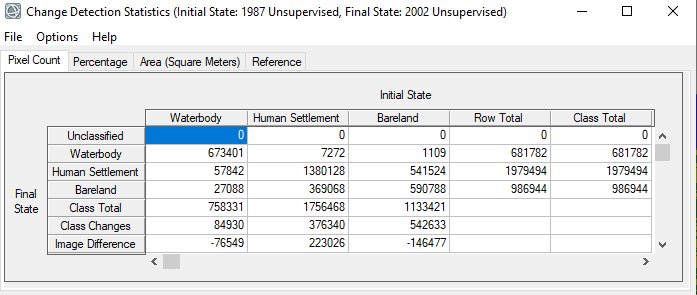 Change Detection Statistics (Initial State: 1987 Unsupervised, Final State: 2002 Unsupervised)
File Options Help
Pixel Count Percentage Area (Square Meters) Reference
Initial State
Waterbody Human Settlement Bareland Row Total Class Total
Unclassified 0 0 0 0 0
Waterbody 673401 7272 1109 681782 681782
Human Settlement 57842 1380128 541524 1979494 1979494
Final State
Bareland 27088 369068 590788 986944 986944
Class Total 758331 1756468 1133421
Class Changes 84930 376340 542633
Image Difference -76549 223026 -146477